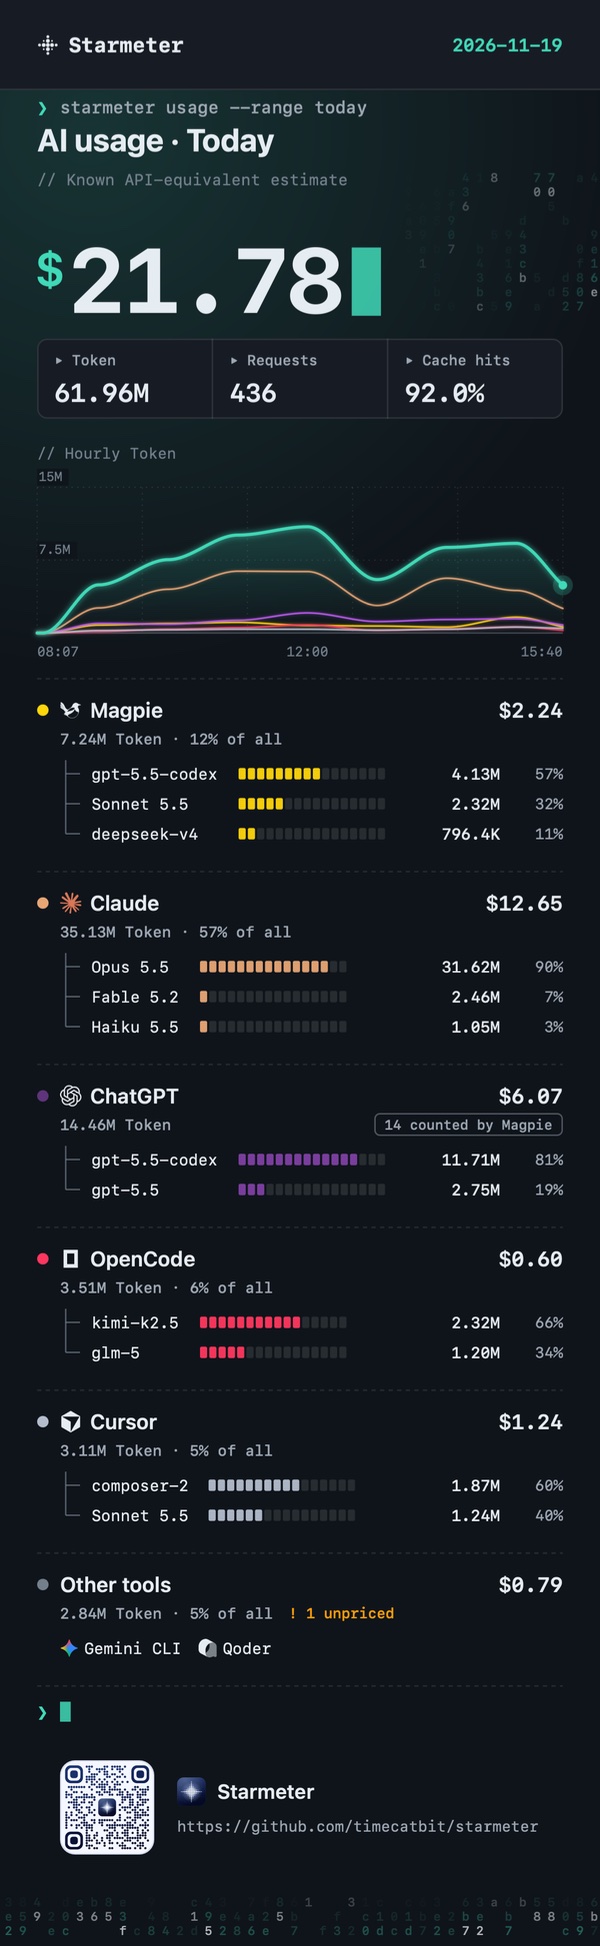 Starmeter
2026-11-19
❯ starmeter usage --range today
AI usage · Today
// Known API-equivalent estimate
$21.78
▸ Token
61.96M
▸ Requests
436
▸ Cache hits
92.0%
// Hourly Token
15M
7.5M
08:07 12:00 15:40
Magpie $2.24
7.24M Token · 12% of all
gpt-5.5-codex 4.13M 57%
Sonnet 5.5 2.32M 32%
deepseek-v4 796.4K 11%
Claude $12.65
35.13M Token · 57% of all
Opus 5.5 31.62M 90%
Fable 5.2 2.46M 7%
Haiku 5.5 1.05M 3%
ChatGPT $6.07
14.46M Token 14 counted by Magpie
gpt-5.5-codex 11.71M 81%
gpt-5.5 2.75M 19%
OpenCode $0.60
3.51M Token · 6% of all
kimi-k2.5 2.32M 66%
glm-5 1.20M 34%
Cursor $1.24
3.11M Token · 5% of all
composer-2 1.87M 60%
Sonnet 5.5 1.24M 40%
Other tools $0.79
2.84M Token · 5% of all ! 1 unpriced
Gemini CLI Qoder
❯
Starmeter
https://github.com/timecatbit/starmeter